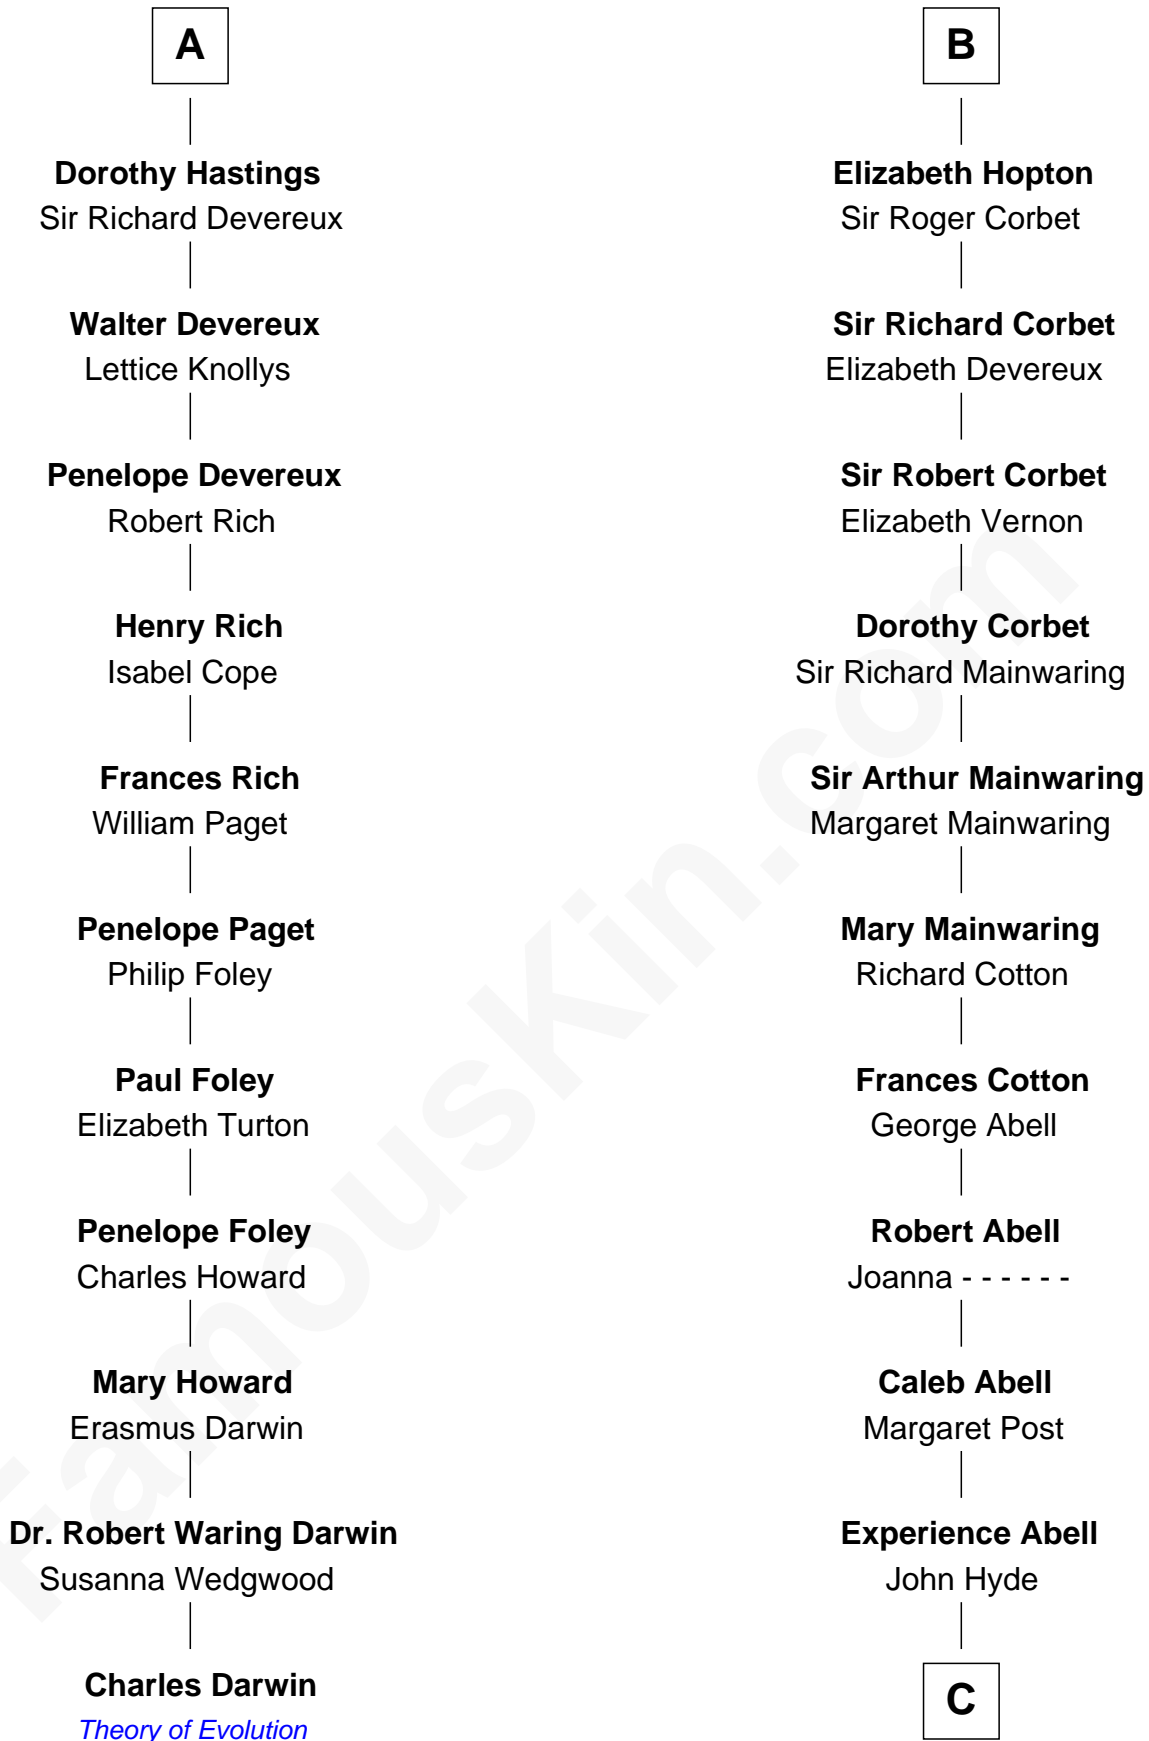 A
Dorothy Hastings
Sir Richard Devereux
Walter Devereux
Lettice Knollys
Penelope Devereux
Robert Rich
Henry Rich
Isabel Cope
Frances Rich
William Paget
Penelope Paget
Philip Foley
Paul Foley
Elizabeth Turton
Penelope Foley
Charles Howard
Mary Howard
Erasmus Darwin
Dr. Robert Waring Darwin
Susanna Wedgwood
Charles Darwin
Theory of Evolution
B
Elizabeth Hopton
Sir Roger Corbet
Sir Richard Corbet
Elizabeth Devereux
Sir Robert Corbet
Elizabeth Vernon
Dorothy Corbet
Sir Richard Mainwaring
Sir Arthur Mainwaring
Margaret Mainwaring
Mary Mainwaring
Richard Cotton
Frances Cotton
George Abell
Robert Abell
Joanna - - - - - -
Caleb Abell
Margaret Post
Experience Abell
John Hyde
C
FamousKin.com